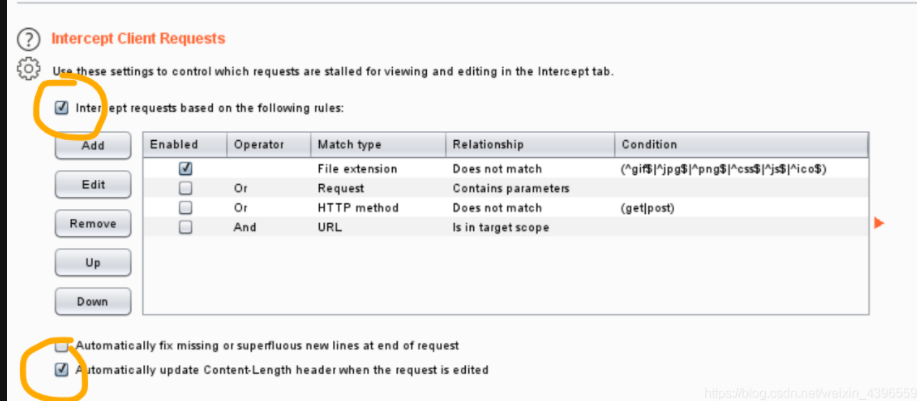 ? Intercept Client Requests
Use these settings to control which requests are stalled for viewing and editing in the Intercept tab.
Intercept requests based on the following rules:
Add
Edit
Remove
Up
Down
Enabled Operator Match type Relationship Condition
File extension Does not match (^gif$|^jpg$|^png$|^css$|^js$|^ico$)
Or Request Contains parameters
Or HTTP method Does not match (get|post)
And URL Is in target scope
Automatically fix missing or superfluous new lines at end of request
Automatically update Content-Length header when the request is edited
https://blog.csdn.net/weixin_4396559